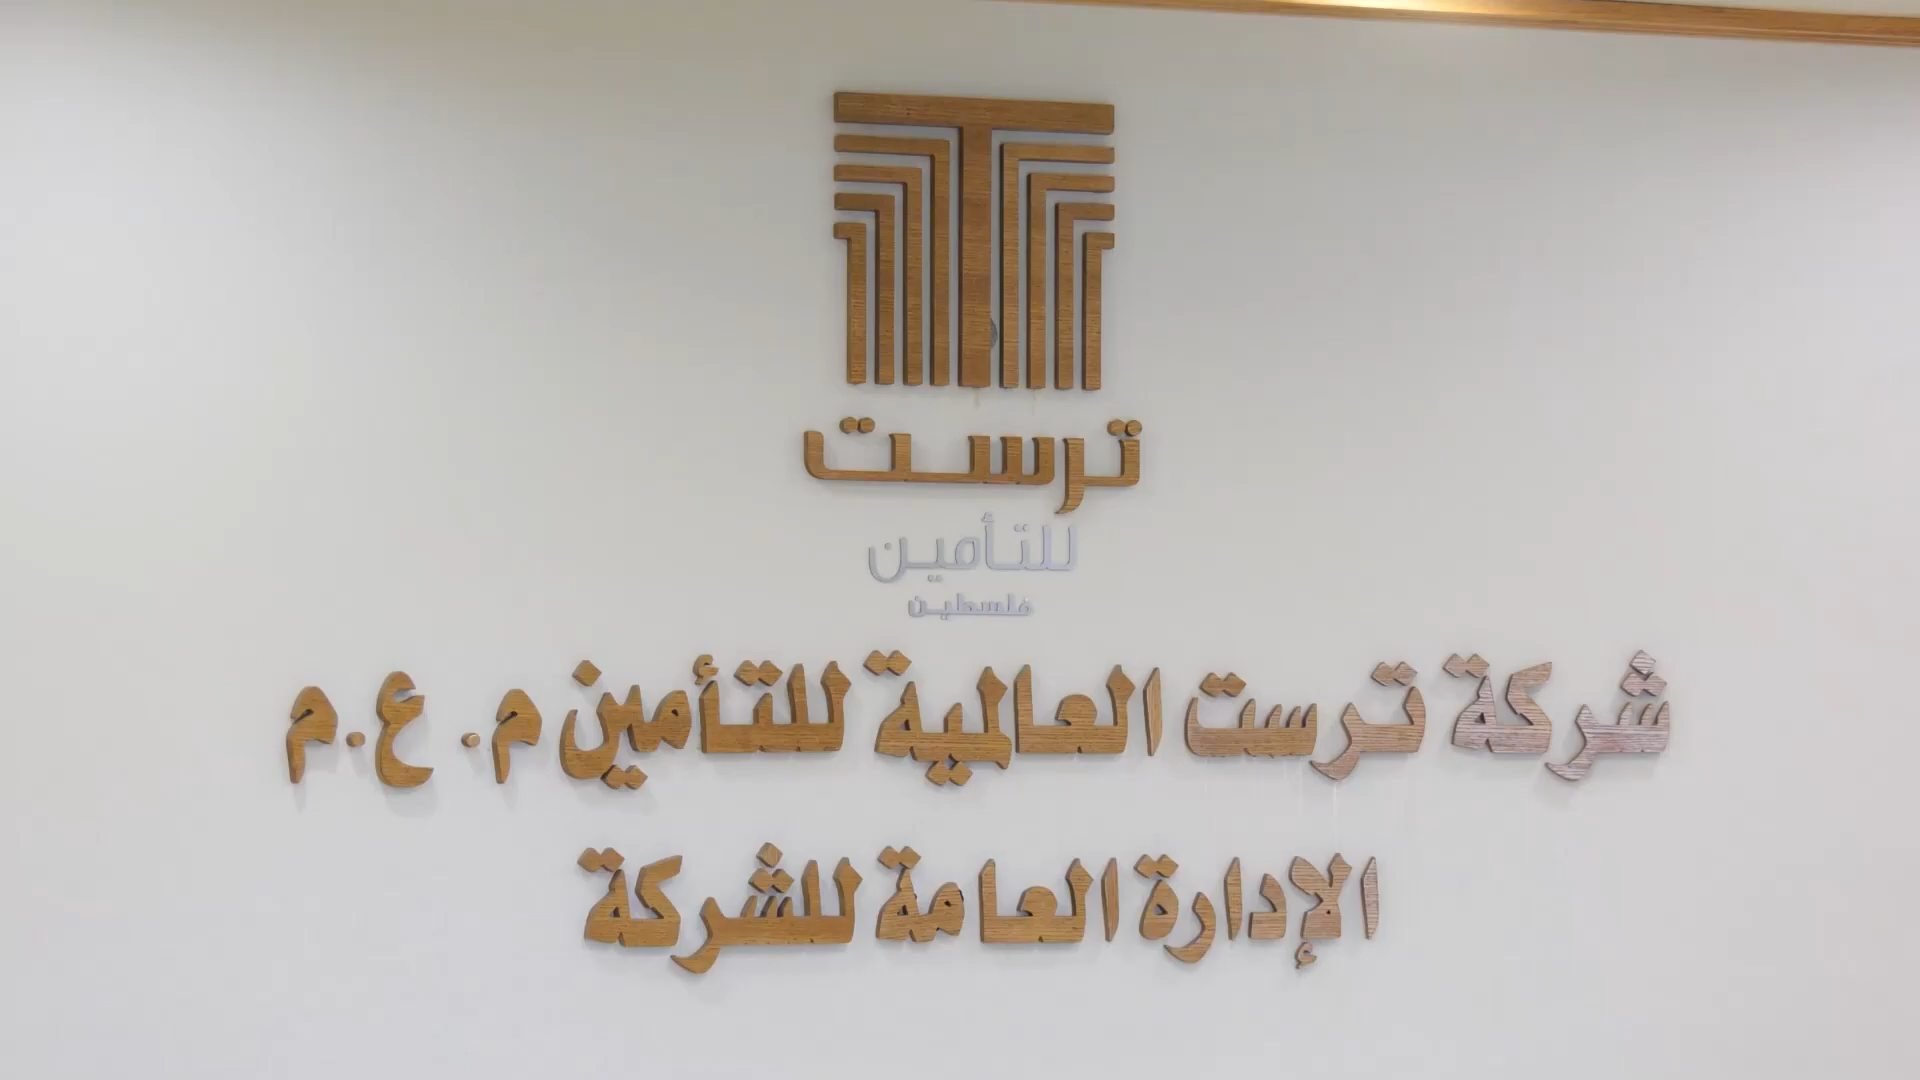 ترست
للتأمين
فلسطين
شركة ترست العالمية للتأمين م. ع.م
الإدارة العامة للشركة